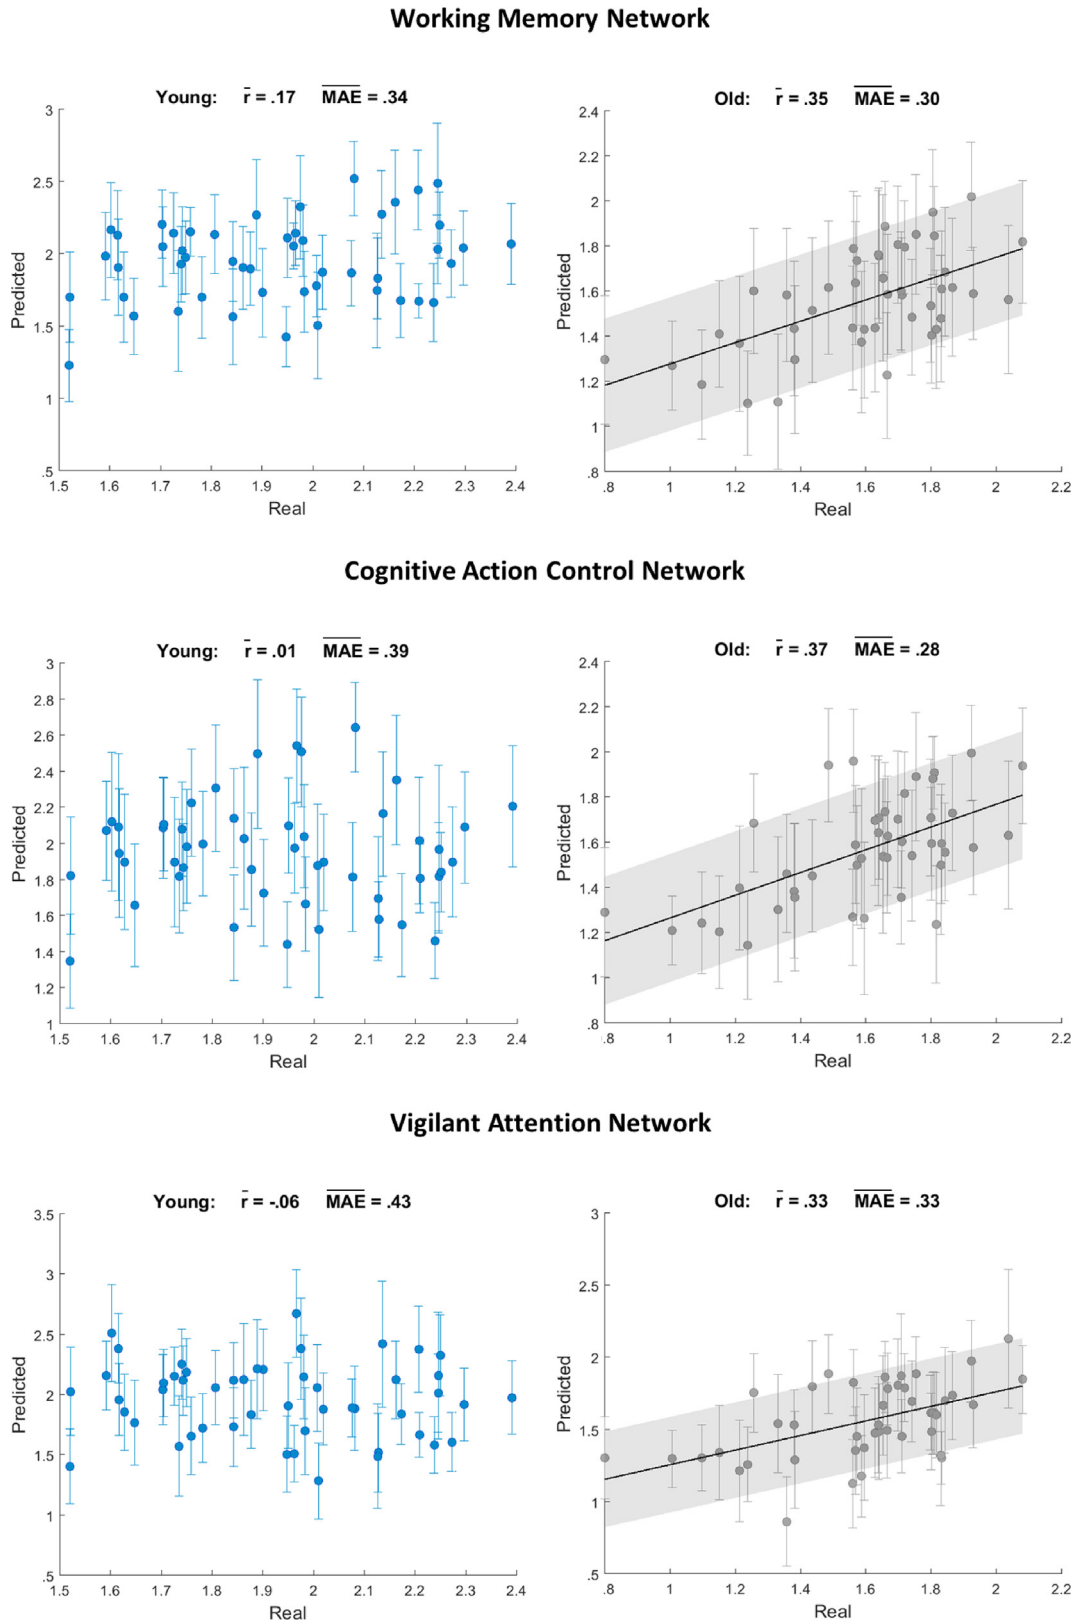 Working Memory Network
Young: r̄ = .17 M̅A̅E̅ = .34
Old: r̄ = .35 M̅A̅E̅ = .30
3
2.5
2
1.5
1
.5
Predicted
1.5 1.6 1.7 1.8 1.9 2 2.1 2.2 2.3 2.4
Real
2.4
2.2
2
1.8
1.6
1.4
1.2
1
.8
Predicted
.8 1 1.2 1.4 1.6 1.8 2 2.2
Real
Cognitive Action Control Network
Young: r̄ = .01 M̅A̅E̅ = .39
Old: r̄ = .37 M̅A̅E̅ = .28
3
2.8
2.6
2.4
2.2
2
1.8
1.6
1.4
1.2
1
Predicted
1.5 1.6 1.7 1.8 1.9 2 2.1 2.2 2.3 2.4
Real
2.4
2.2
2
1.8
1.6
1.4
1.2
1
.8
Predicted
.8 1 1.2 1.4 1.6 1.8 2 2.2
Real
Vigilant Attention Network
Young: r̄ = -.06 M̅A̅E̅ = .43
Old: r̄ = .33 M̅A̅E̅ = .33
3.5
3
2.5
2
1.5
1
.5
Predicted
1.5 1.6 1.7 1.8 1.9 2 2.1 2.2 2.3 2.4
Real
3
2.5
2
1.5
1
.5
Predicted
.8 1 1.2 1.4 1.6 1.8 2 2.2
Real